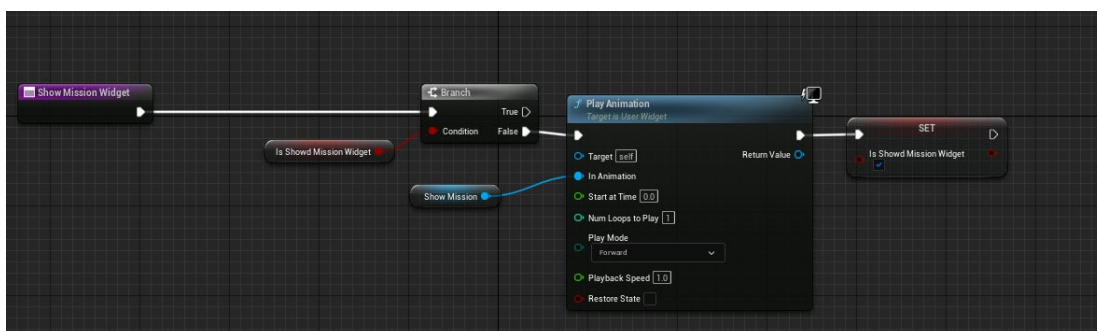 Show Mission Widget
Branch
True
Condition
False
Is Showd Mission Widget
Show Mission
f Play Animation
Target is User Widget
Target self
Return Value
In Animation
Start at Time 0.0
Num Loops to Play 1
Play Mode
Forward
Playback Speed 1.0
Restore State
SET
Is Showd Mission Widget